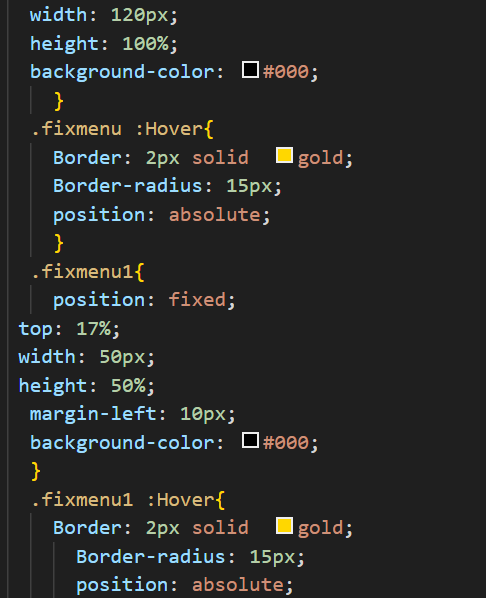 width: 120px;
height: 100%;
background-color: #000;
}
.fixmenu :Hover{
Border: 2px solid gold;
Border-radius: 15px;
position: absolute;
}
.fixmenu1{
position: fixed;
top: 17%;
width: 50px;
height: 50%;
margin-left: 10px;
background-color: #000;
}
.fixmenu1 :Hover{
Border: 2px solid gold;
Border-radius: 15px;
position: absolute;